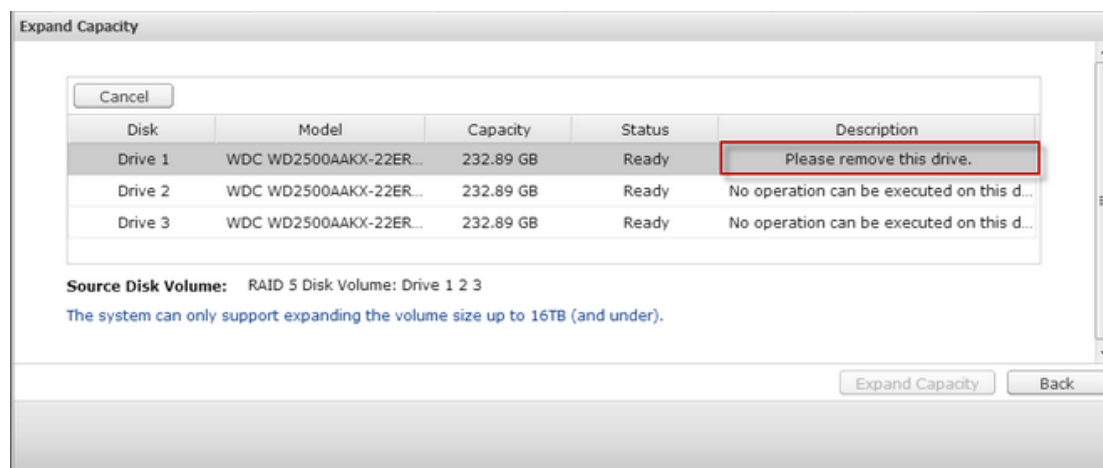 Expand Capacity
Cancel
Disk Model Capacity Status Description
Drive 1 WDC WD2500AAKX-22ER... 232.89 GB Ready Please remove this drive.
Drive 2 WDC WD2500AAKX-22ER... 232.89 GB Ready No operation can be executed on this d...
Drive 3 WDC WD2500AAKX-22ER... 232.89 GB Ready No operation can be executed on this d...
Source Disk Volume: RAID 5 Disk Volume: Drive 1 2 3
The system can only support expanding the volume size up to 16TB (and under).
Expand Capacity Back